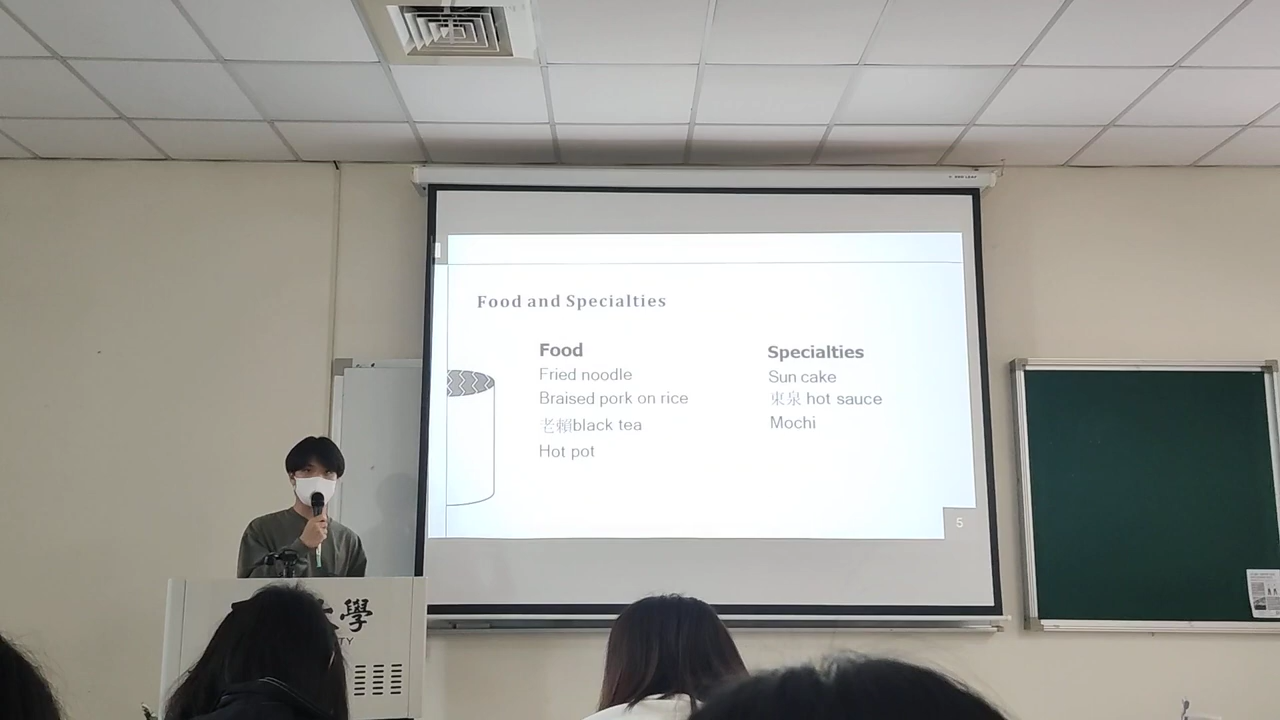 Food and Specialties
Food
Fried noodle
Braised pork on rice
老賴black tea
Hot pot
Specialties
Sun cake
東泉 hot sauce
Mochi
5
大學